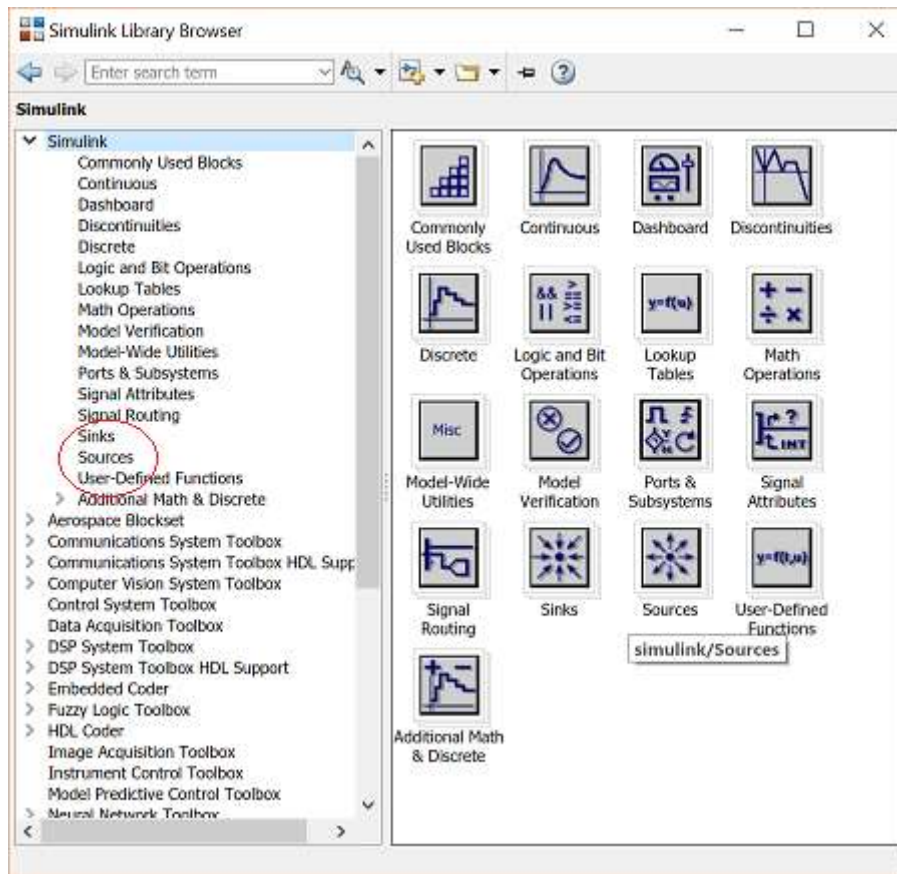 Simulink Library Browser
Enter search term
Simulink
Simulink
Commonly Used Blocks
Continuous
Dashboard
Discontinuities
Discrete
Logic and Bit Operations
Lookup Tables
Math Operations
Model Verification
Model-Wide Utilities
Ports & Subsystems
Signal Attributes
Signal Routing
Sinks
Sources
User-Defined Functions
Additional Math & Discrete
Aerospace Blockset
Communications System Toolbox
Communications System Toolbox HDL Supp
Computer Vision System Toolbox
Control System Toolbox
Data Acquisition Toolbox
DSP System Toolbox
DSP System Toolbox HDL Support
Embedded Coder
Fuzzy Logic Toolbox
HDL Coder
Image Acquisition Toolbox
Instrument Control Toolbox
Model Predictive Control Toolbox
Neural Network Toolbox
Commonly
Used Blocks
Continuous
Dashboard
Discontinuities
&& >=
|| ==
<=
y=f(u)
+ -
÷ ×
Discrete
Logic and Bit
Operations
Lookup
Tables
Math
Operations
Misc
?
INT
Model-Wide
Utilities
Model
Verification
Ports &
Subsystems
Signal
Attributes
y=f(t,u)
Signal
Routing
Sinks
Sources
User-Defined
Functions
simulink/Sources
+ -
Additional Math
& Discrete